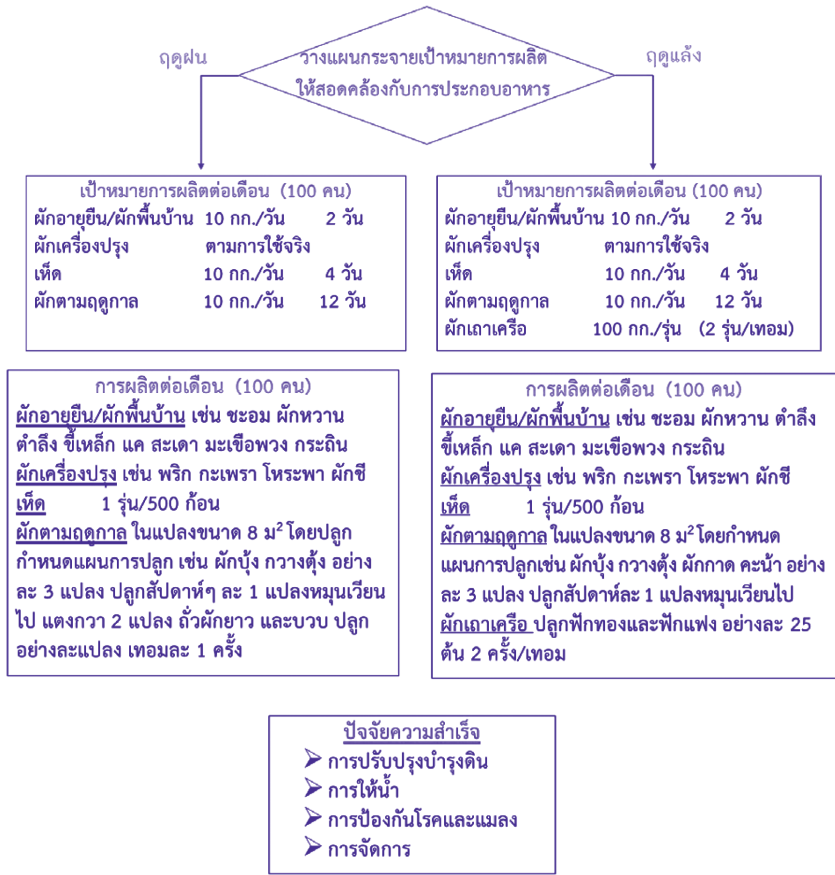 ฤดูฝน
วางแผนกระจายเป้าหมายการผลิต
ให้สอดคล้องกับการประกอบอาหาร
ฤดูแล้ง
เป้าหมายการผลิตต่อเดือน (100 คน)
ผักอายุยืน/ผักพื้นบ้าน 10 กก./วัน 2 วัน
ผักเครื่องปรุง ตามการใช้จริง
เห็ด 10 กก./วัน 4 วัน
ผักตามฤดูกาล 10 กก./วัน 12 วัน
เป้าหมายการผลิตต่อเดือน (100 คน)
ผักอายุยืน/ผักพื้นบ้าน 10 กก./วัน 2 วัน
ผักเครื่องปรุง ตามการใช้จริง
เห็ด 10 กก./วัน 4 วัน
ผักตามฤดูกาล 10 กก./วัน 12 วัน
ผักเถาเครือ 100 กก./รุ่น (2 รุ่น/เทอม)
การผลิตต่อเดือน (100 คน)
ผักอายุยืน/ผักพื้นบ้าน เช่น ชะอม ผักหวาน
ตำลึง ขี้เหล็ก แค สะเดา มะเขือพวง กระถิน
ผักเครื่องปรุง เช่น พริก กะเพรา โหระพา ผักชี
เห็ด 1 รุ่น/500 ก้อน
ผักตามฤดูกาล ในแปลงขนาด 8 ม² โดยปลูก
กำหนดแผนการปลูก เช่น ผักบุ้ง กวางตุ้ง อย่าง
ละ 3 แปลง ปลูกสัปดาห์ๆ ละ 1 แปลงหมุนเวียน
ไป แตงกวา 2 แปลง ถั่วฝักยาว และบวบ ปลูก
อย่างละแปลง เทอมละ 1 ครั้ง
การผลิตต่อเดือน (100 คน)
ผักอายุยืน/ผักพื้นบ้าน เช่น ชะอม ผักหวาน ตำลึง
ขี้เหล็ก แค สะเดา มะเขือพวง กระถิน
ผักเครื่องปรุง เช่น พริก กะเพรา โหระพา ผักชี
เห็ด 1 รุ่น/500 ก้อน
ผักตามฤดูกาล ในแปลงขนาด 8 ม² โดยกำหนด
แผนการปลูกเช่น ผักบุ้ง กวางตุ้ง ผักกาด คะน้า อย่าง
ละ 3 แปลง ปลูกสัปดาห์ละ 1 แปลงหมุนเวียนไป
ผักเถาเครือ ปลูกฟักทองและฟักแฟง อย่างละ 25
ต้น 2 ครั้ง/เทอม
ปัจจัยความสำเร็จ
➢ การปรับปรุงบำรุงดิน
➢ การให้น้ำ
➢ การป้องกันโรคและแมลง
➢ การจัดการ